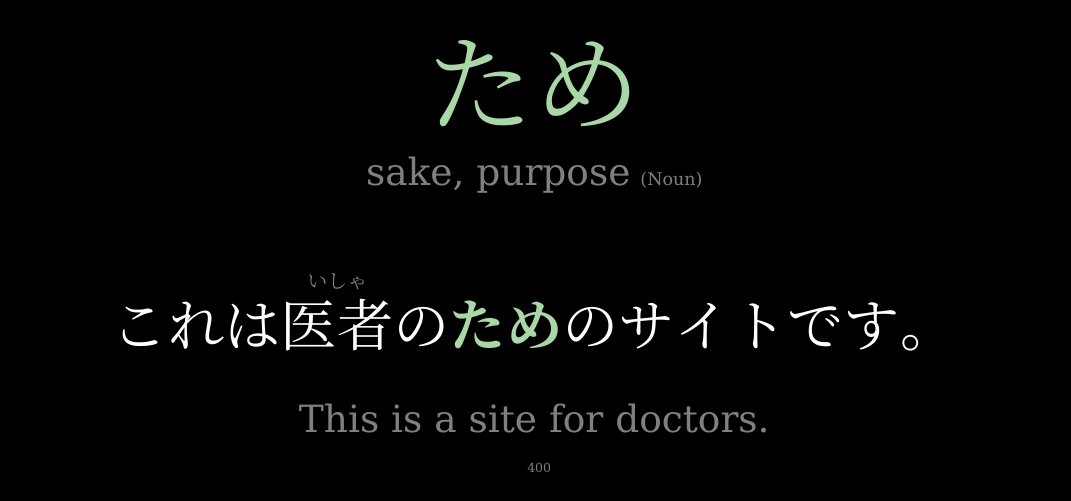 ため
sake, purpose (Noun)
いしゃ
これは医者のためのサイトです。
This is a site for doctors.
400